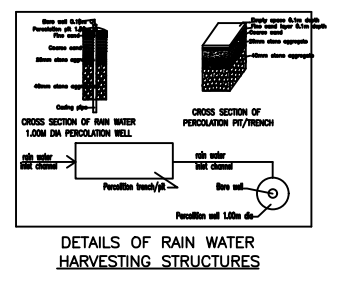 Bore well 0.15m
Percolation pit 1.00
Fine sand
Coarse sand
20mm stone aggregate
40mm stone aggregate
Casing pipe
CROSS SECTION OF RAIN WATER
1.00M DIA PERCOLATION WELL
Empty space 0.1m depth
Fine sand layer 0.1m depth
Coarse sand
20mm stone aggregate
40mm stone aggregate
CROSS SECTION OF
PERCOLATION PIT/TRENCH
rain water
inlet channel
rain water
inlet channel
Percolation trench/pit
Bore well
Percolation well 1.00m dia
DETAILS OF RAIN WATER
HARVESTING STRUCTURES